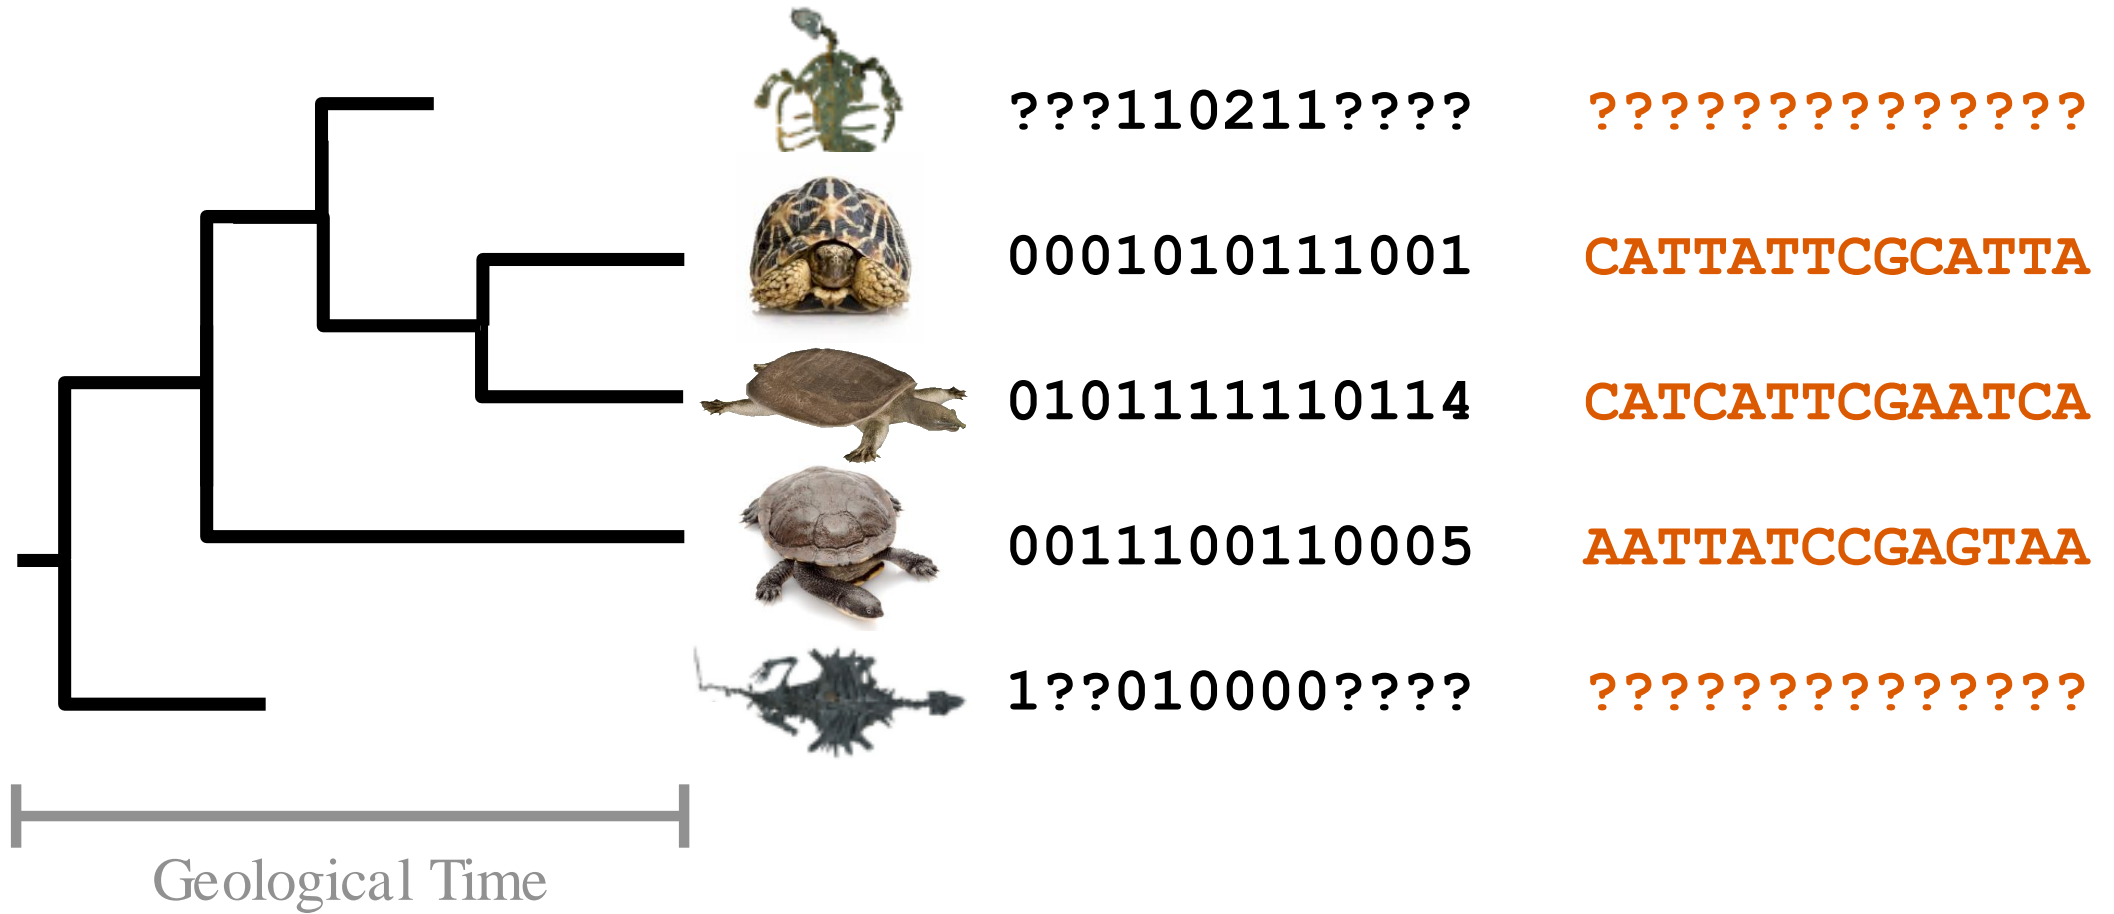 ???110211???? ??????????????
0001010111001 CATTATTCGCATTA
0101111110114 CATCATTCGAATCA
0011100110005 AATTATCCGAGTAA
1??010000???? ??????????????
Geological Time